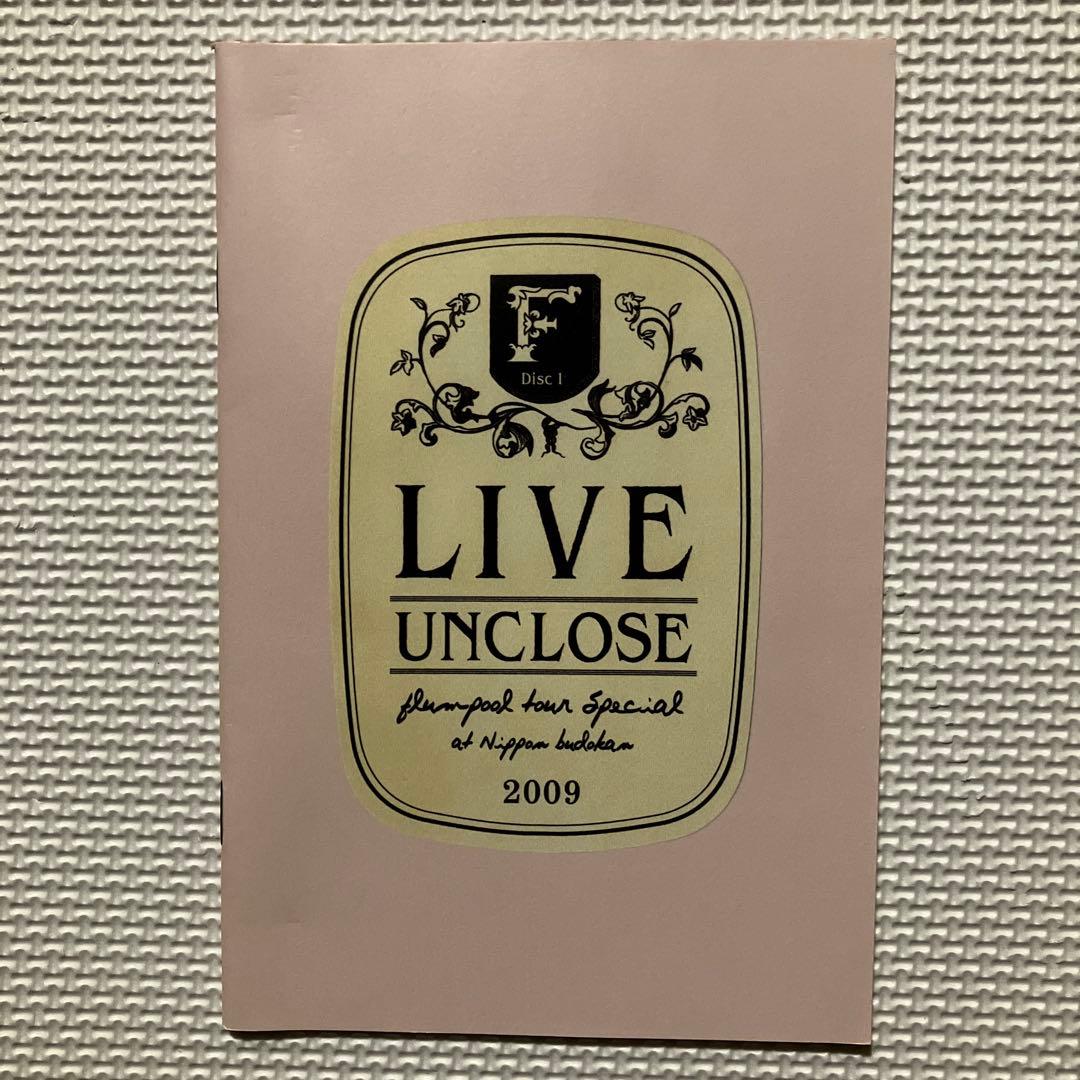 F
Disc 1
LIVE
UNCLOSE
flumpool tour Special
at Nippon budokan
2009